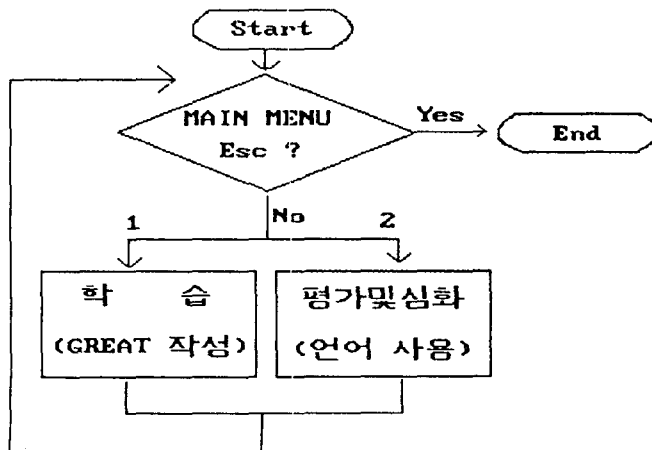 Start
MAIN MENU
Esc ?
Yes
End
No
1
2
학 습
(GREAT 작성)
평가및심화
(언어 사용)